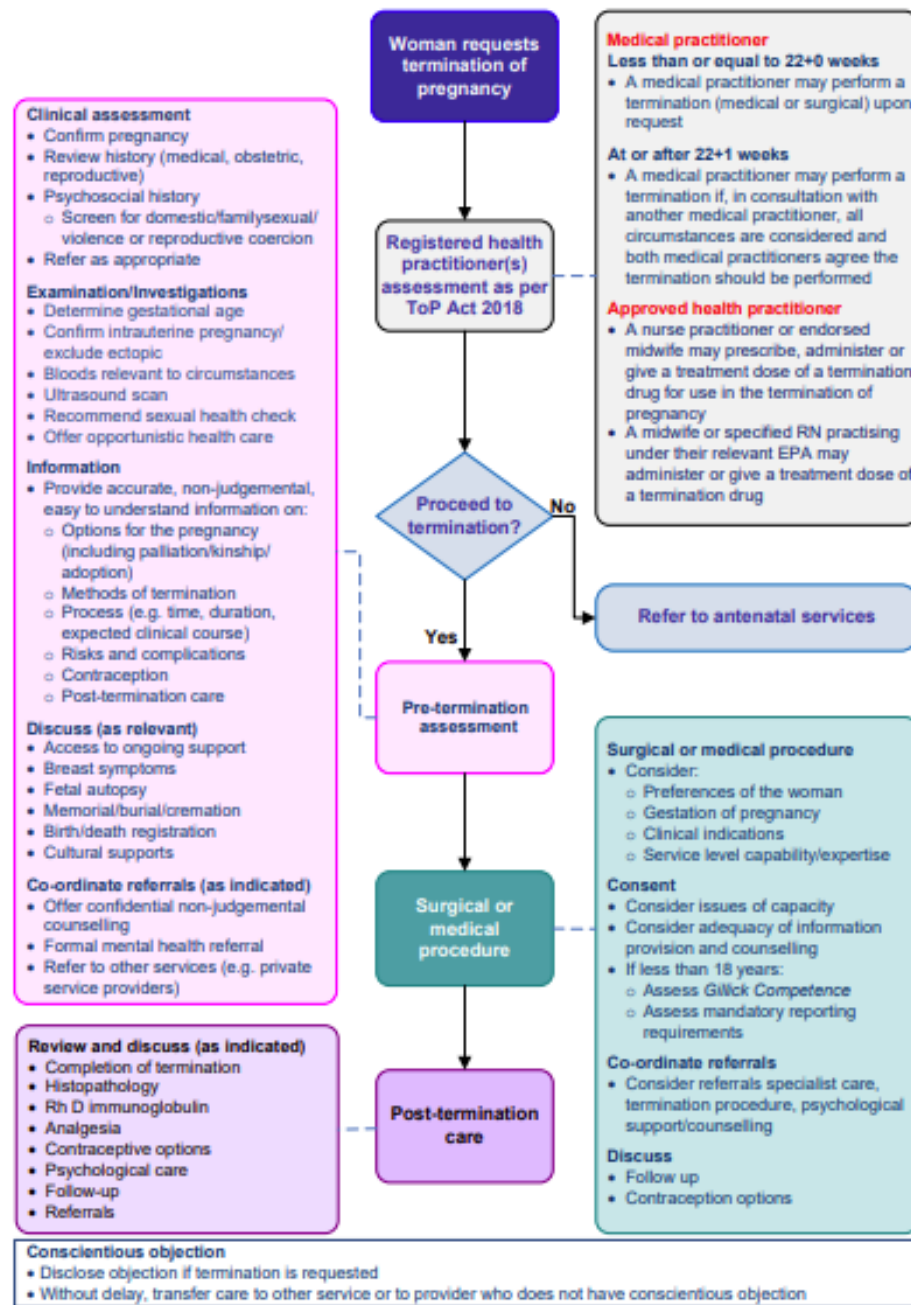 Woman requests
termination of
pregnancy
Medical practitioner
Less than or equal to 22+0 weeks
• A medical practitioner may perform a
termination (medical or surgical) upon
request
At or after 22+1 weeks
• A medical practitioner may perform a
termination if, in consultation with
another medical practitioner, all
circumstances are considered and
both medical practitioners agree the
termination should be performed
Approved health practitioner
• A nurse practitioner or endorsed
midwife may prescribe, administer or
give a treatment dose of a termination
drug for use in the termination of
pregnancy
• A midwife or specified RN practising
under their relevant EPA may
administer or give a treatment dose of
a termination drug
Registered health
practitioner(s)
assessment as per
ToP Act 2018
Clinical assessment
• Confirm pregnancy
• Review history (medical, obstetric,
reproductive)
• Psychosocial history
o Screen for domestic/familysexual/
violence or reproductive coercion
• Refer as appropriate
Examination/Investigations
• Determine gestational age
• Confirm intrauterine pregnancy/
exclude ectopic
• Bloods relevant to circumstances
• Ultrasound scan
• Recommend sexual health check
• Offer opportunistic health care
Information
• Provide accurate, non-judgemental,
easy to understand information on:
o Options for the pregnancy
(including palliation/kinship/
adoption)
o Methods of termination
o Process (e.g. time, duration,
expected clinical course)
o Risks and complications
o Contraception
o Post-termination care
Discuss (as relevant)
• Access to ongoing support
• Breast symptoms
• Fetal autopsy
• Memorial/burial/cremation
• Birth/death registration
• Cultural supports
Co-ordinate referrals (as indicated)
• Offer confidential non-judgemental
counselling
• Formal mental health referral
• Refer to other services (e.g. private
service providers)
Proceed to
termination?
No
Refer to antenatal services
Yes
Pre-termination
assessment
Surgical or
medical
procedure
Surgical or medical procedure
• Consider:
o Preferences of the woman
o Gestation of pregnancy
o Clinical indications
o Service level capability/expertise
Consent
• Consider issues of capacity
• Consider adequacy of information
provision and counselling
• If less than 18 years:
o Assess Gillick Competence
o Assess mandatory reporting
requirements
Co-ordinate referrals
• Consider referrals specialist care,
termination procedure, psychological
support/counselling
Discuss
• Follow up
• Contraception options
Review and discuss (as indicated)
• Completion of termination
• Histopathology
• Rh D immunoglobulin
• Analgesia
• Contraceptive options
• Psychological care
• Follow-up
• Referrals
Post-termination
care
Conscientious objection
• Disclose objection if termination is requested
• Without delay, transfer care to other service or to provider who does not have conscientious objection